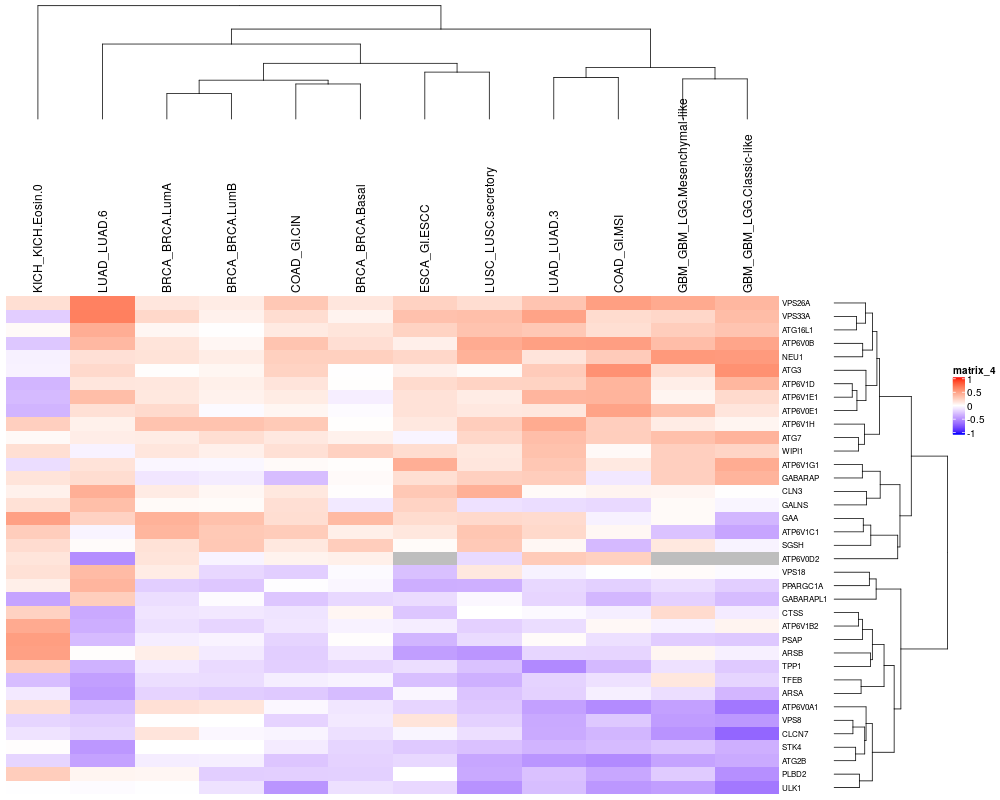 KICH_KICH.Eosin.0
LUAD_LUAD.6
BRCA_BRCA.LumA
BRCA_BRCA.LumB
COAD_GI.CIN
BRCA_BRCA.Basal
ESCA_GI.ESCC
LUSC_LUSC.secretory
LUAD_LUAD.3
COAD_GI.MSI
GBM_GBM_LGG.Mesenchymal-like
GBM_GBM_LGG.Classic-like
VPS26A
VPS33A
ATG16L1
ATP6V0B
NEU1
ATG3
ATP6V1D
ATP6V1E1
ATP6V0E1
ATP6V1H
ATG7
WIPI1
ATP6V1G1
GABARAP
CLN3
GALNS
GAA
ATP6V1C1
SGSH
ATP6V0D2
VPS18
PPARGC1A
GABARAPL1
CTSS
ATP6V1B2
PSAP
ARSB
TPP1
TFEB
ARSA
ATP6V0A1
VPS8
CLCN7
STK4
ATG2B
PLBD2
ULK1
matrix_4
1
0.5
0
-0.5
-1